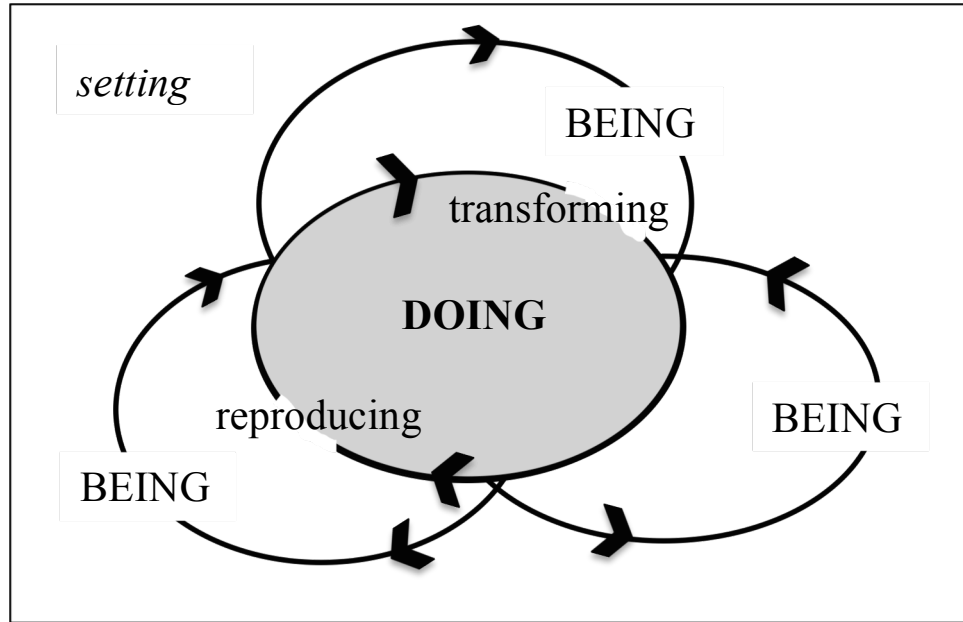 setting
BEING
transforming
DOING
reproducing
BEING
BEING